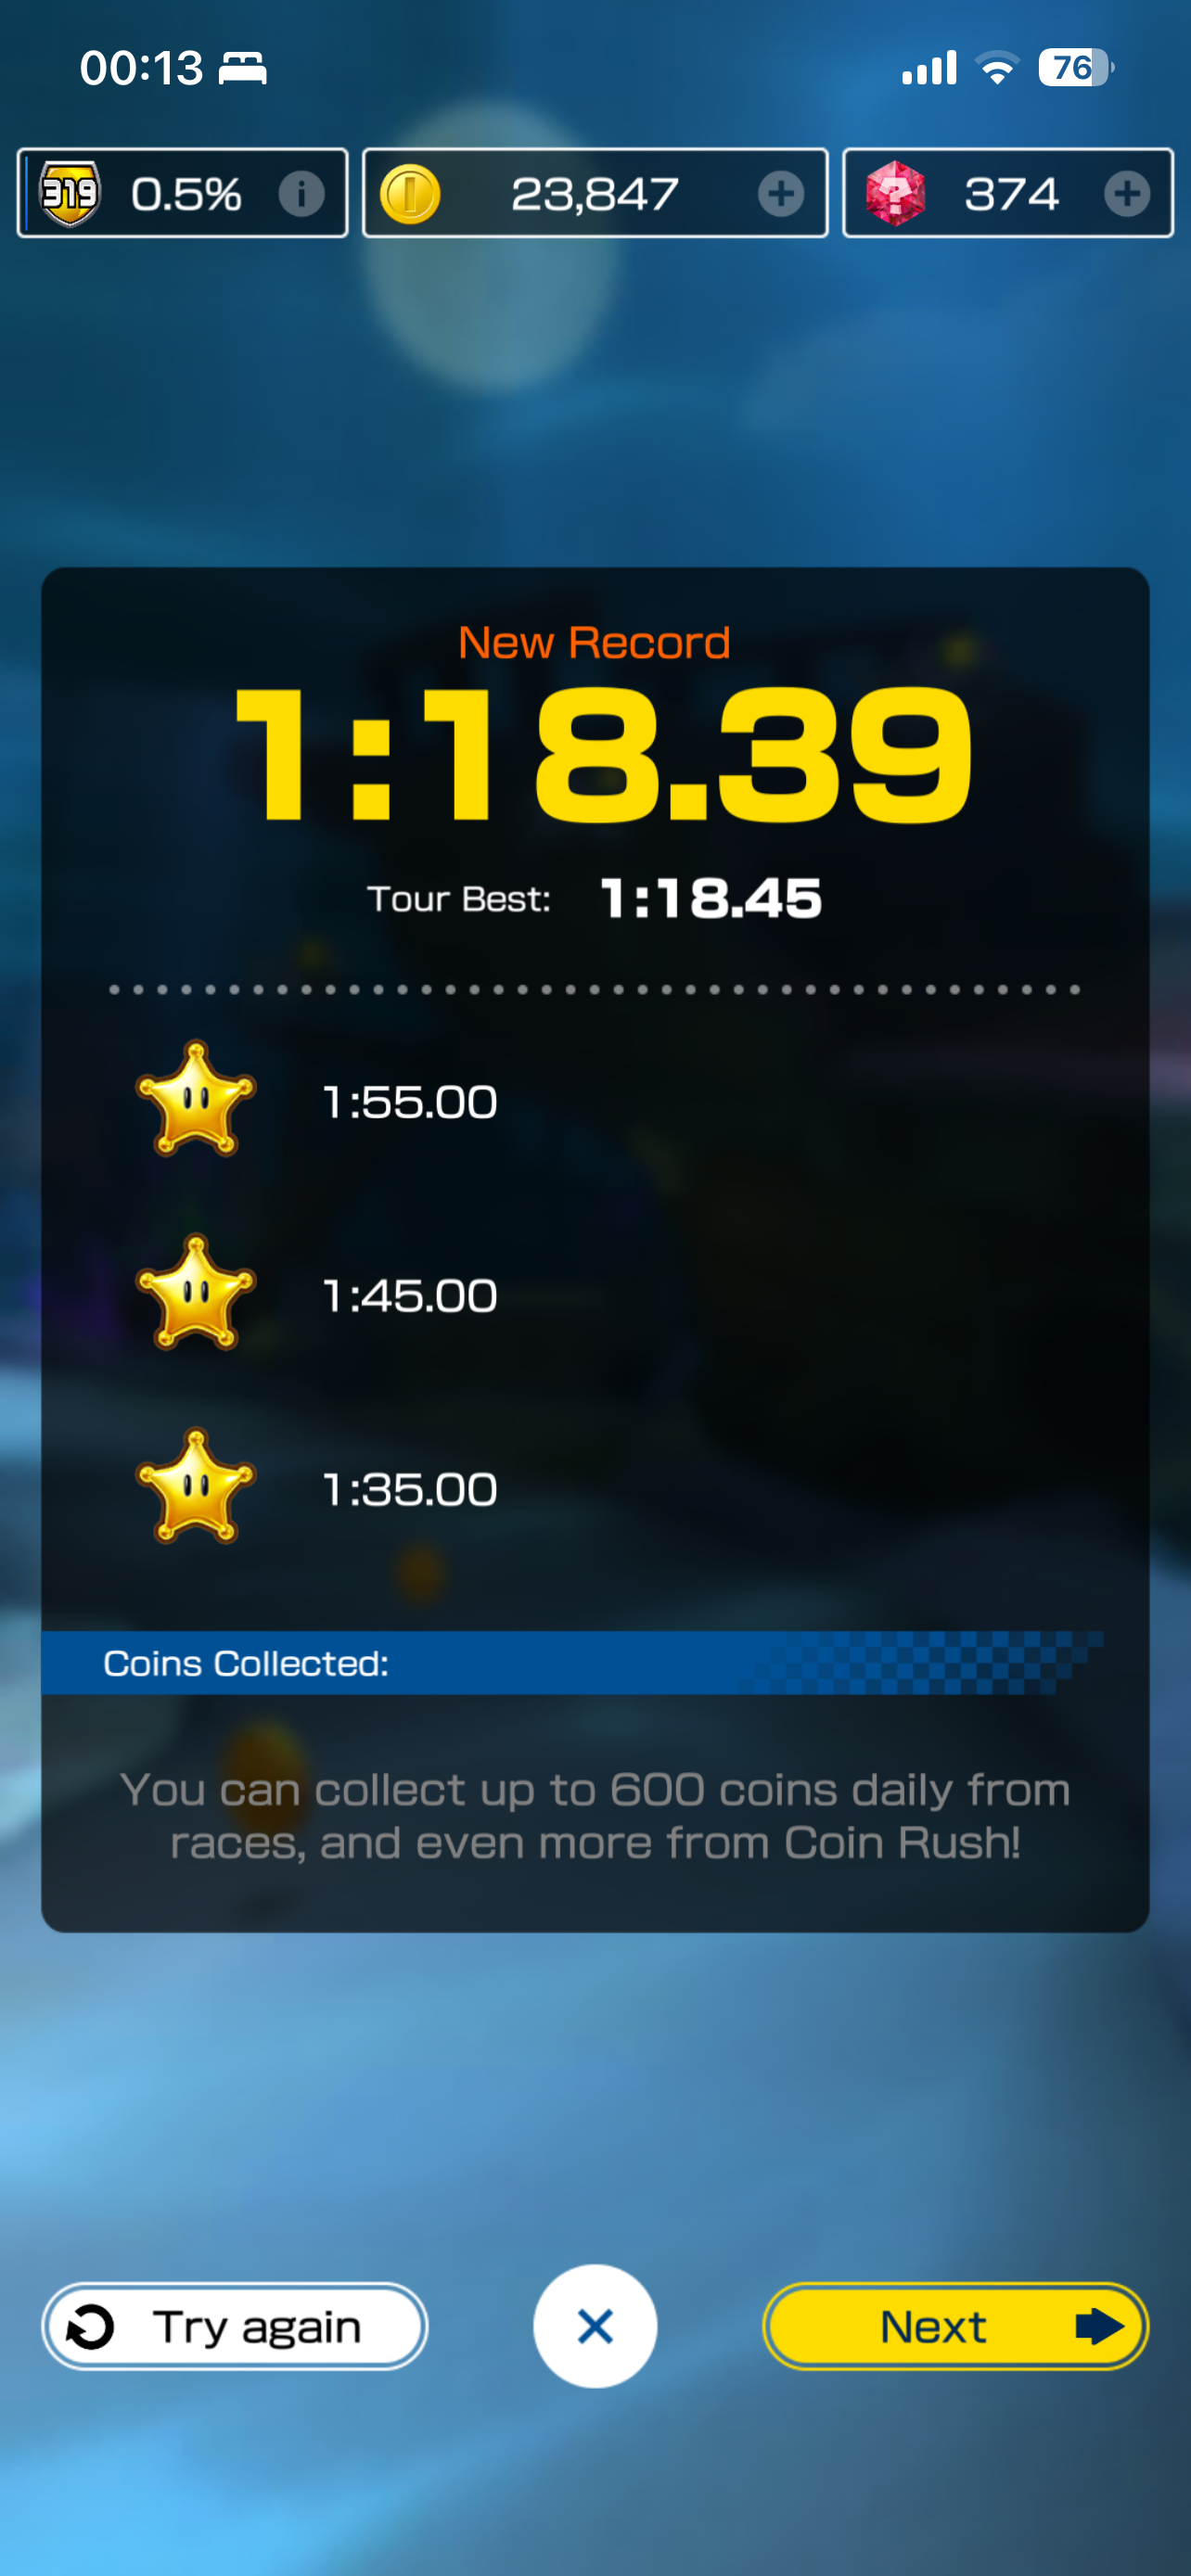 00:13
76
319 0.5% i 23,847 + 374 +
New Record
1:18.39
Tour Best: 1:18.45
1:55.00
1:45.00
1:35.00
Coins Collected:
You can collect up to 600 coins daily from
races, and even more from Coin Rush!
Try again × Next